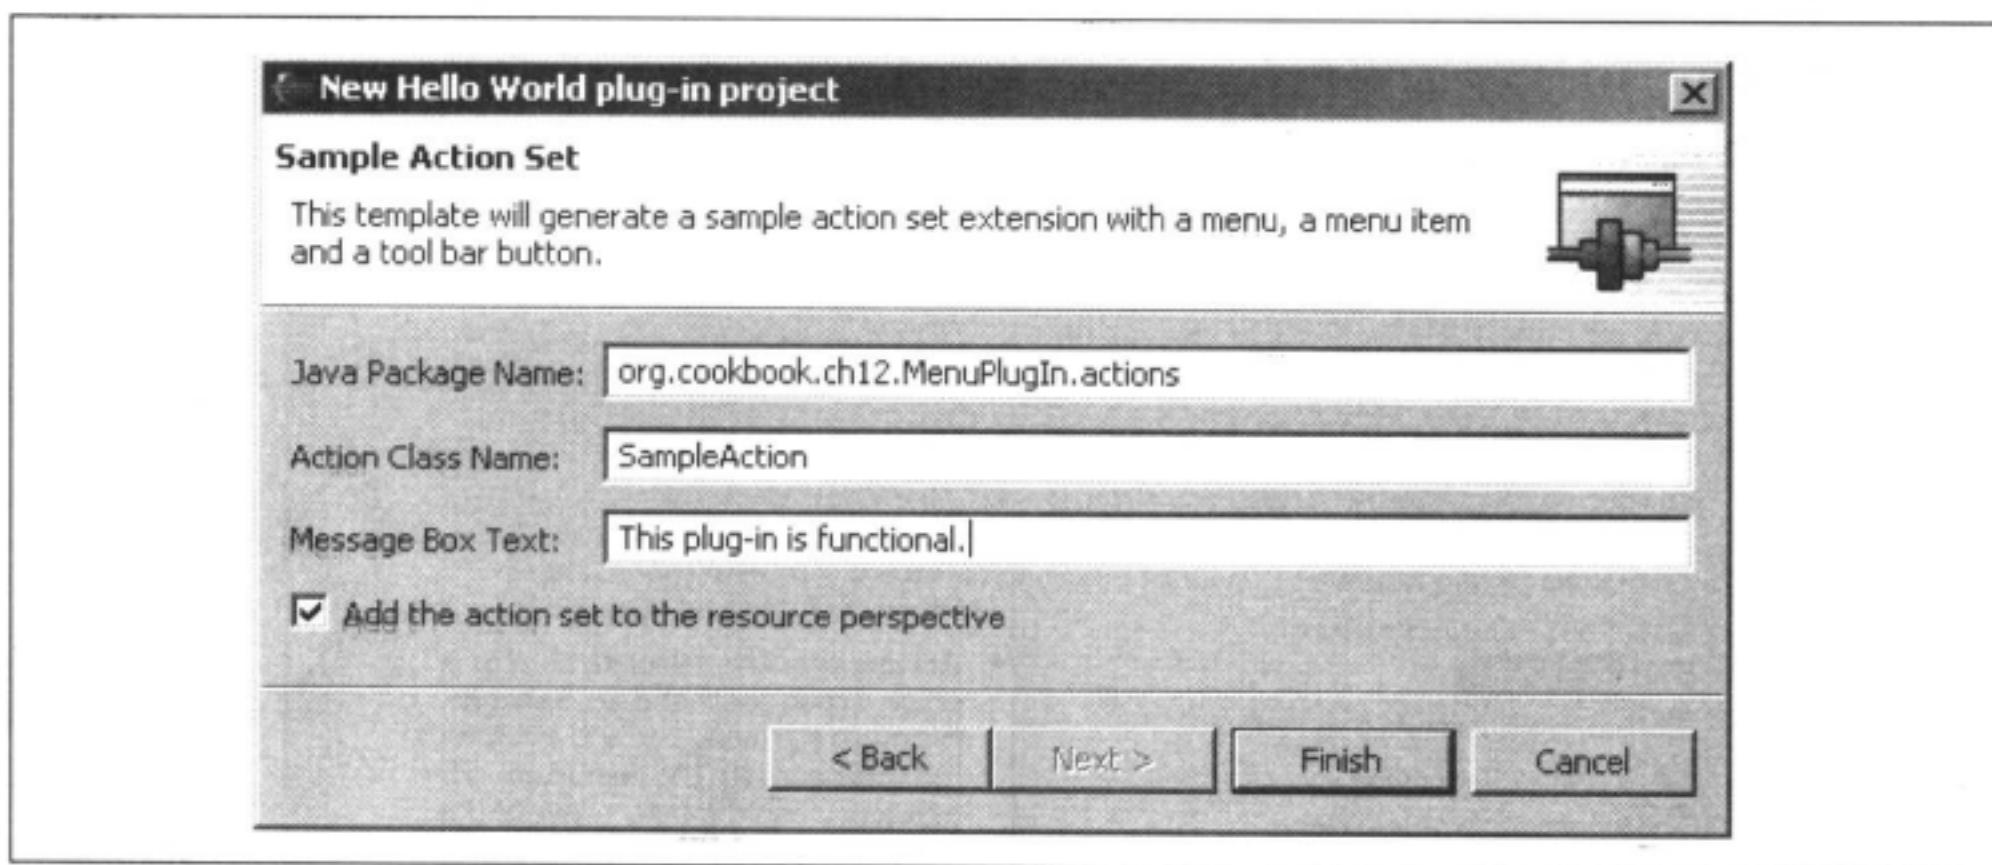 New Hello World plug-in project
Sample Action Set
This template will generate a sample action set extension with a menu, a menu item
and a tool bar button.
Java Package Name: org.cookbook.ch12.MenuPlugIn.actions
Action Class Name: SampleAction
Message Box Text: This plug-in is functional.
Add the action set to the resource perspective
< Back Next > Finish Cancel